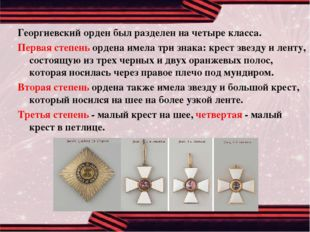 Георгиевский орден был разделен на четыре класса.
Первая степень ордена имела три знака: крест звезду и ленту,
состоящую из трех черных и двух оранжевых полос,
которая носилась через правое плечо под мундиром.
Вторая степень ордена также имела звезду и большой крест,
который носился на шее на более узкой ленте.
Третья степень - малый крест на шее, четвертая - малый
крест в петлице.